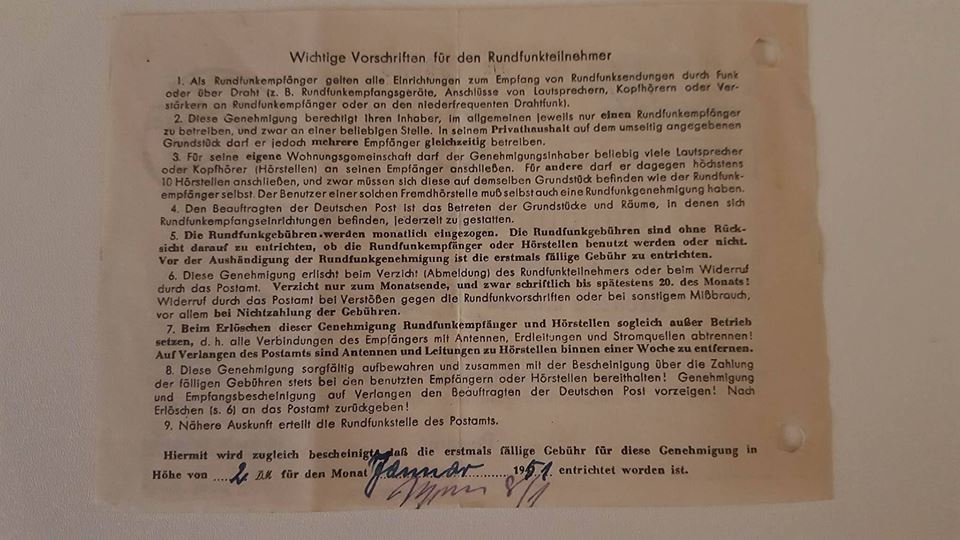 Wichtige Vorschriften für den Rundfunkteilnehmer
1. Als Rundfunkempfänger gelten alle Einrichtungen zum Empfang von Rundfunksendungen durch Funk
oder über Draht (z. B. Rundfunkempfangsgeräte, Anschlüsse von Lautsprechern, Kopfhörern oder Ver-
stärkern an Rundfunkempfänger oder an den niederfrequenten Drahtfunk).
2. Diese Genehmigung berechtigt Ihren Inhaber, im allgemeinen jeweils nur einen Rundfunkempfänger
zu betreiben, und zwar an einer beliebigen Stelle. In seinem Privathaushalt auf dem umseitig angegebenen
Grundstück darf er jedoch mehrere Empfänger gleichzeitig betreiben.
3. Für seine eigene Wohnungsgemeinschaft darf der Genehmigungsinhaber beliebig viele Lautsprecher
oder Kopfhörer (Hörstellen) an seinen Empfänger anschließen. Für andere darf er dagegen höchstens
10 Hörstellen anschließen, und zwar müssen sich diese auf demselben Grundstück befinden wie der Rundfunk-
empfänger selbst. Der Benutzer einer solchen Fremdhörstelle muß selbst auch eine Rundfunkgenehmigung haben.
4. Den Beauftragten der Deutschen Post ist das Betreten der Grundstücke und Räume, in denen sich
Rundfunkempfangseinrichtungen befinden, jederzeit zu gestatten.
5. Die Rundfunkgebühren werden monatlich eingezogen. Die Rundfunkgebühren sind ohne Rück-
sicht darauf zu entrichten, ob die Rundfunkempfänger oder Hörstellen benutzt werden oder nicht.
Vor der Aushändigung der Rundfunkgenehmigung ist die erstmals fällige Gebühr zu entrichten.
6. Diese Genehmigung erlischt beim Verzicht (Abmeldung) des Rundfunkteilnehmers oder beim Widerruf
durch das Postamt. Verzicht nur zum Monatsende, und zwar schriftlich bis spätestens 20. des Monats!
Widerruf durch das Postamt bei Verstößen gegen die Rundfunkvorschriften oder bei sonstigem Mißbrauch,
vor allem bei Nichtzahlung der Gebühren.
7. Beim Erlöschen dieser Genehmigung Rundfunkempfänger und Hörstellen sogleich außer Betrieb
setzen, d. h. alle Verbindungen des Empfängers mit Antennen, Erdleitungen und Stromquellen abtrennen!
Auf Verlangen des Postamts sind Antennen und Leitungen zu Hörstellen binnen einer Woche zu entfernen.
8. Diese Genehmigung sorgfältig aufbewahren und zusammen mit der Bescheinigung über die Zahlung
der fälligen Gebühren stets bei den benutzten Empfängern oder Hörstellen bereithalten! Genehmigung
und Empfangsbescheinigung auf Verlangen den Beauftragten der Deutschen Post vorzeigen! Nach
Erlöschen (s. 6) an das Postamt zurückgeben!
9. Nähere Auskunft erteilt die Rundfunkstelle des Postamts.
Hiermit wird zugleich bescheinigt, daß die erstmals fällige Gebühr für diese Genehmigung in
Höhe von 2 DM für den Monat Januar 1951 entrichtet worden ist.